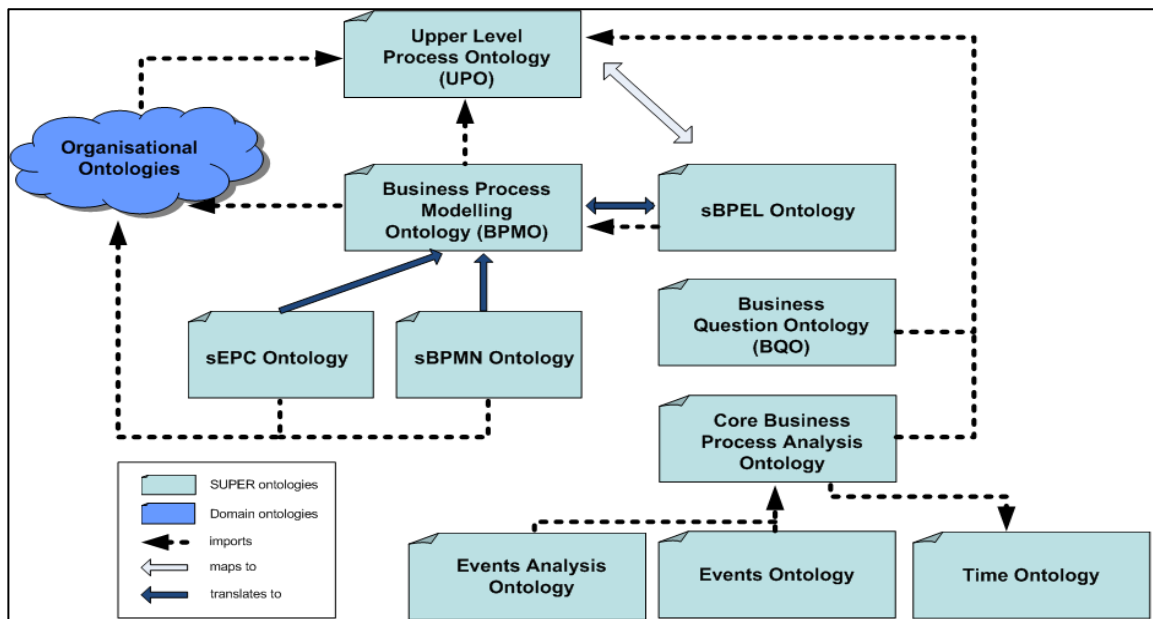 Upper Level
Process Ontology
(UPO)
Organisational
Ontologies
Business Process
Modelling
Ontology (BPMO)
sBPEL Ontology
Business
Question Ontology
(BQO)
sEPC Ontology
sBPMN Ontology
Core Business
Process Analysis
Ontology
SUPER ontologies
Domain ontologies
imports
maps to
translates to
Events Analysis
Ontology
Events Ontology
Time Ontology